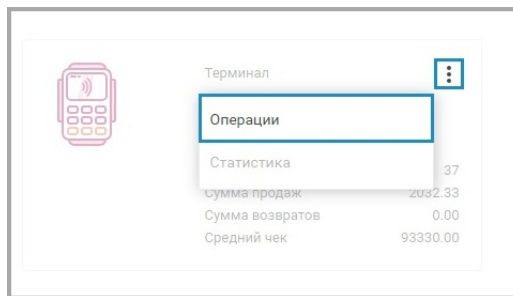 Терминал
Операции
Статистика
37
Сумма продаж 2032.33
Сумма возвратов 0.00
Средний чек 93330.00